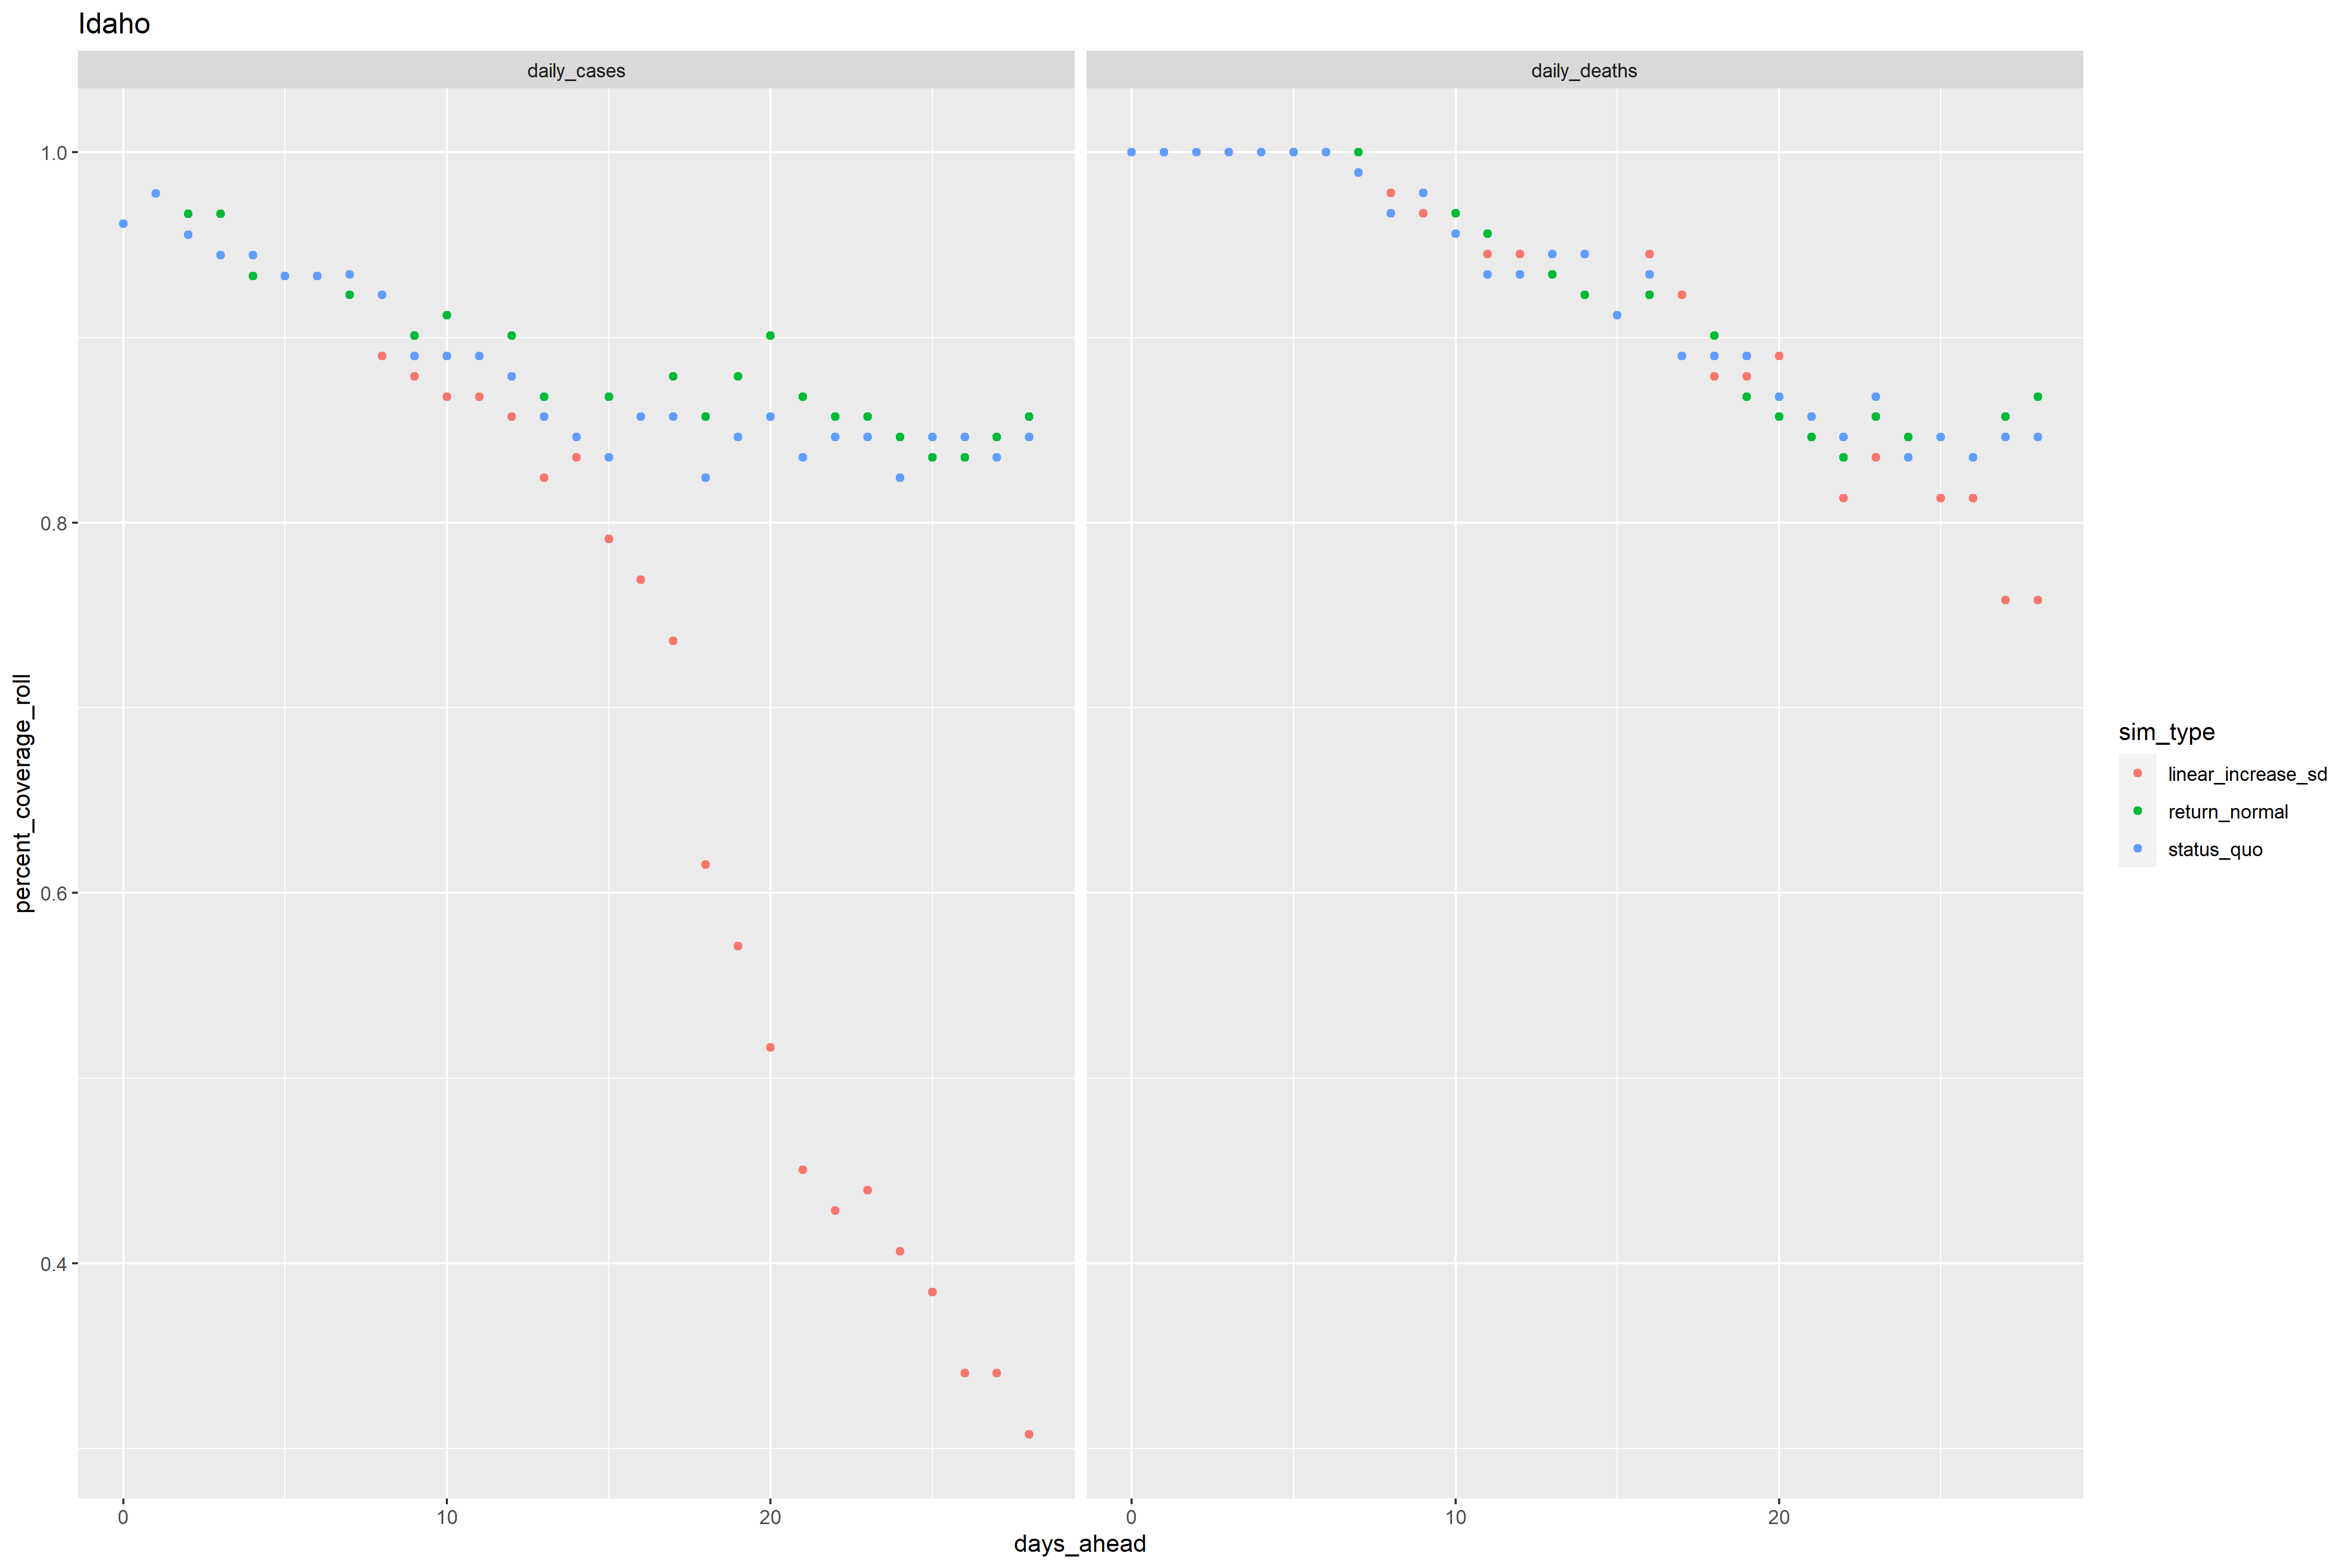 Idaho
daily_cases
daily_deaths
percent_coverage_roll
1.0
0.8
0.6
0.4
0
10
20
0
10
20
days_ahead
sim_type
linear_increase_sd
return_normal
status_quo